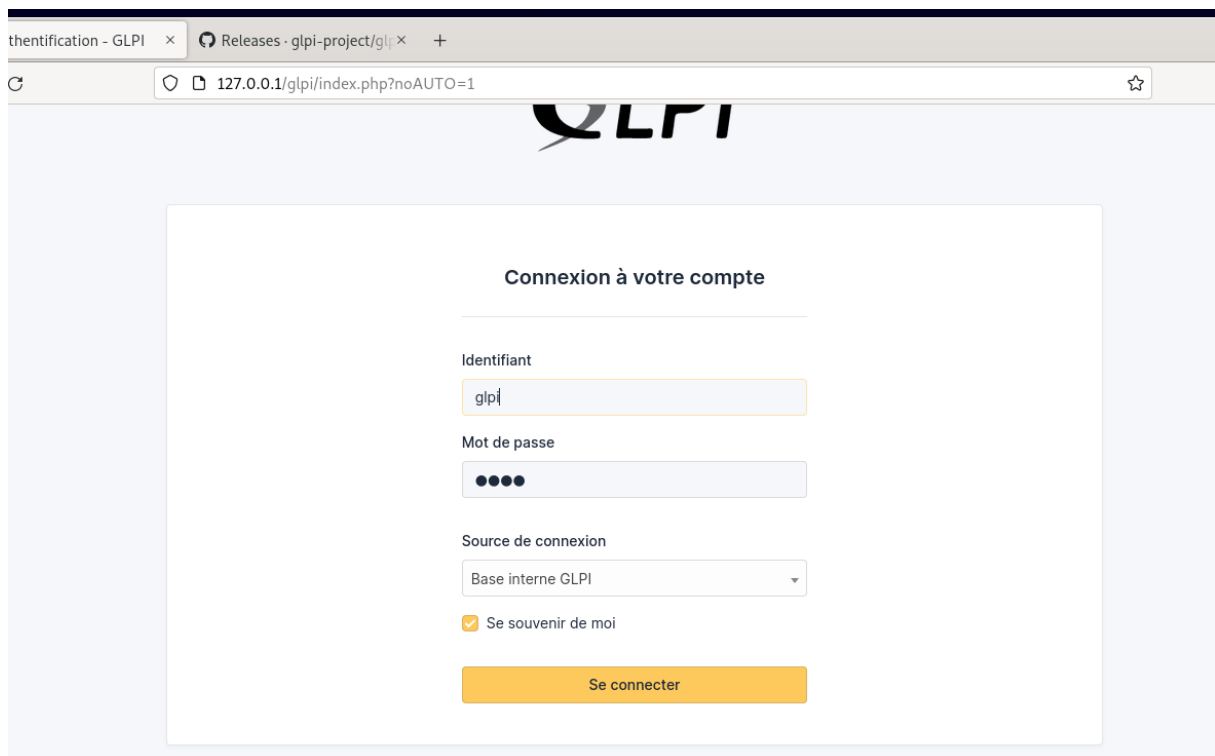 thentification - GLPI × Releases · glpi-project/glp × +
127.0.0.1/glpi/index.php?noAUTO=1
GLPI
Connexion à votre compte
Identifiant
glpi
Mot de passe
●●●●
Source de connexion
Base interne GLPI
Se souvenir de moi
Se connecter